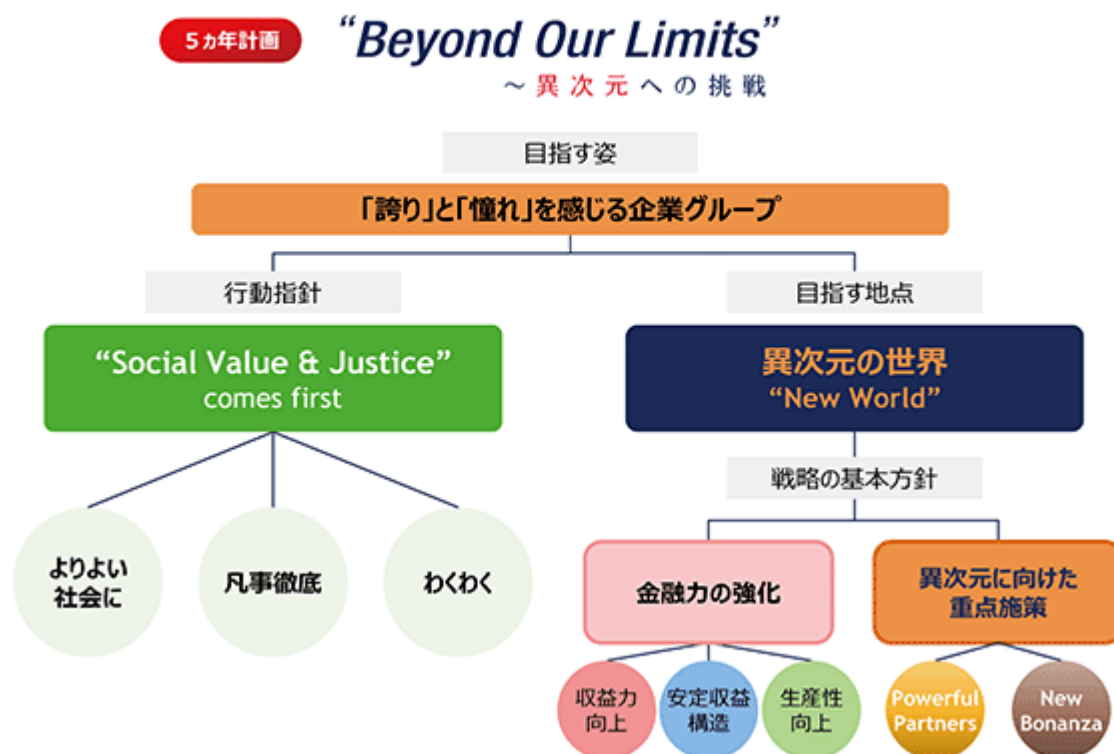 5ヵ年計画
“Beyond Our Limits”
～異次元への挑戦
目指す姿
「誇り」と「憧れ」を感じる企業グループ
行動指針
目指す地点
“Social Value & Justice”
comes first
異次元の世界
“New World”
戦略の基本方針
よりよい
社会に
凡事徹底
わくわく
金融力の強化
異次元に向けた
重点施策
収益力
向上
安定収益
構造
生産性
向上
Powerful
Partners
New
Bonanza